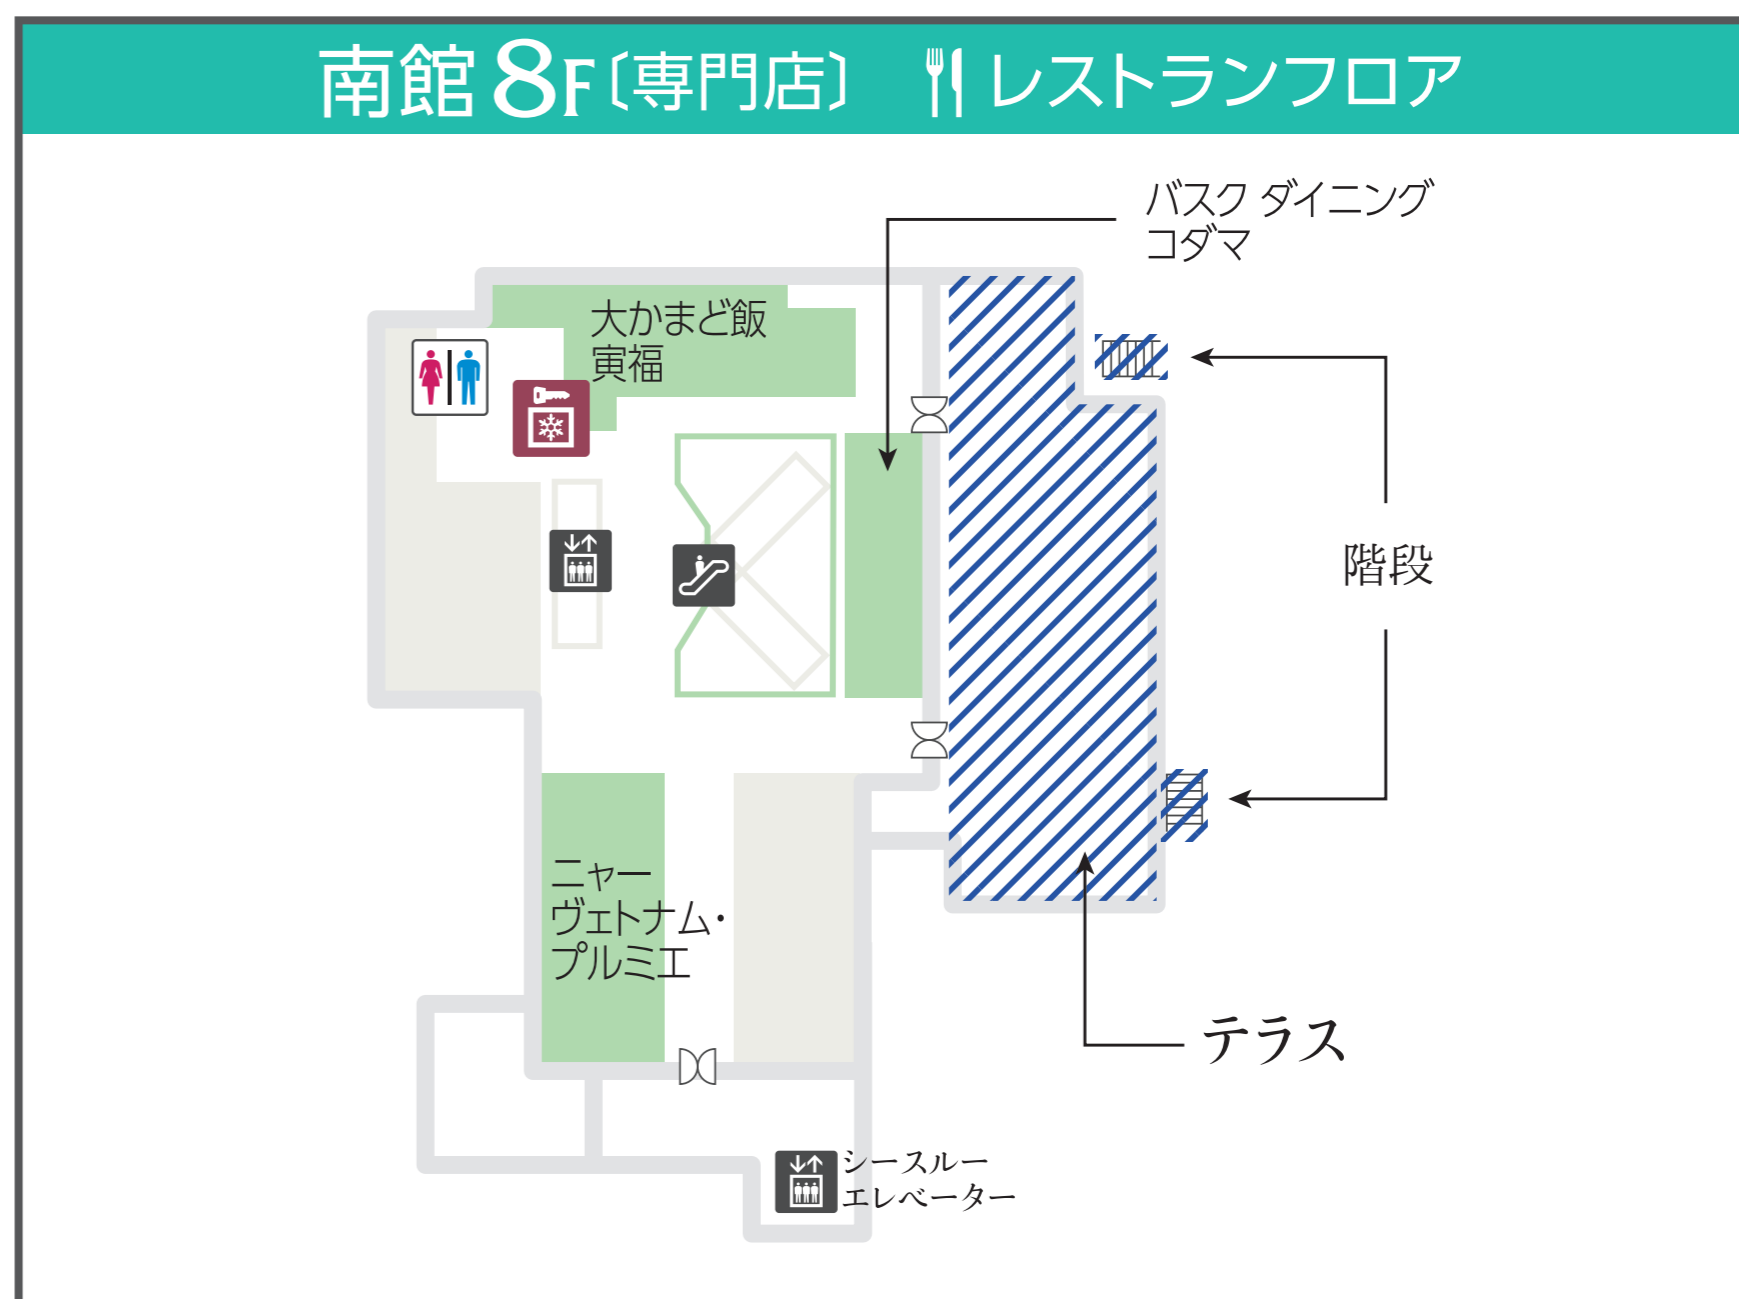 南館 8F〔専門店〕 レストランフロア
バスク ダイニング
コダマ
大かまど飯
寅福
階段
ニャー
ヴェトナム・
プルミエ
テラス
シースルー
エレベーター